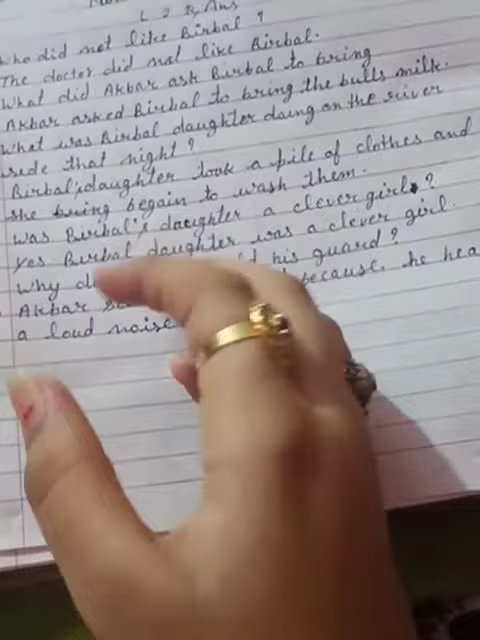 L 2 Q, Ans
Who did not like Birbal ?
The doctor did not like Birbal.
What did Akbar ask Birbal to bring
Akbar asked Birbal to bring the bulls milk.
What was Birbal daughter doing on the river
side that night ?
Birbal's daughter took a pile of clothes and
she being begain to wash them.
Was Birbal's daughter a clever girl. ?
Yes Birbal daughter was a clever girl.
Why his guard ?
Akbar because he hea
a loud noise